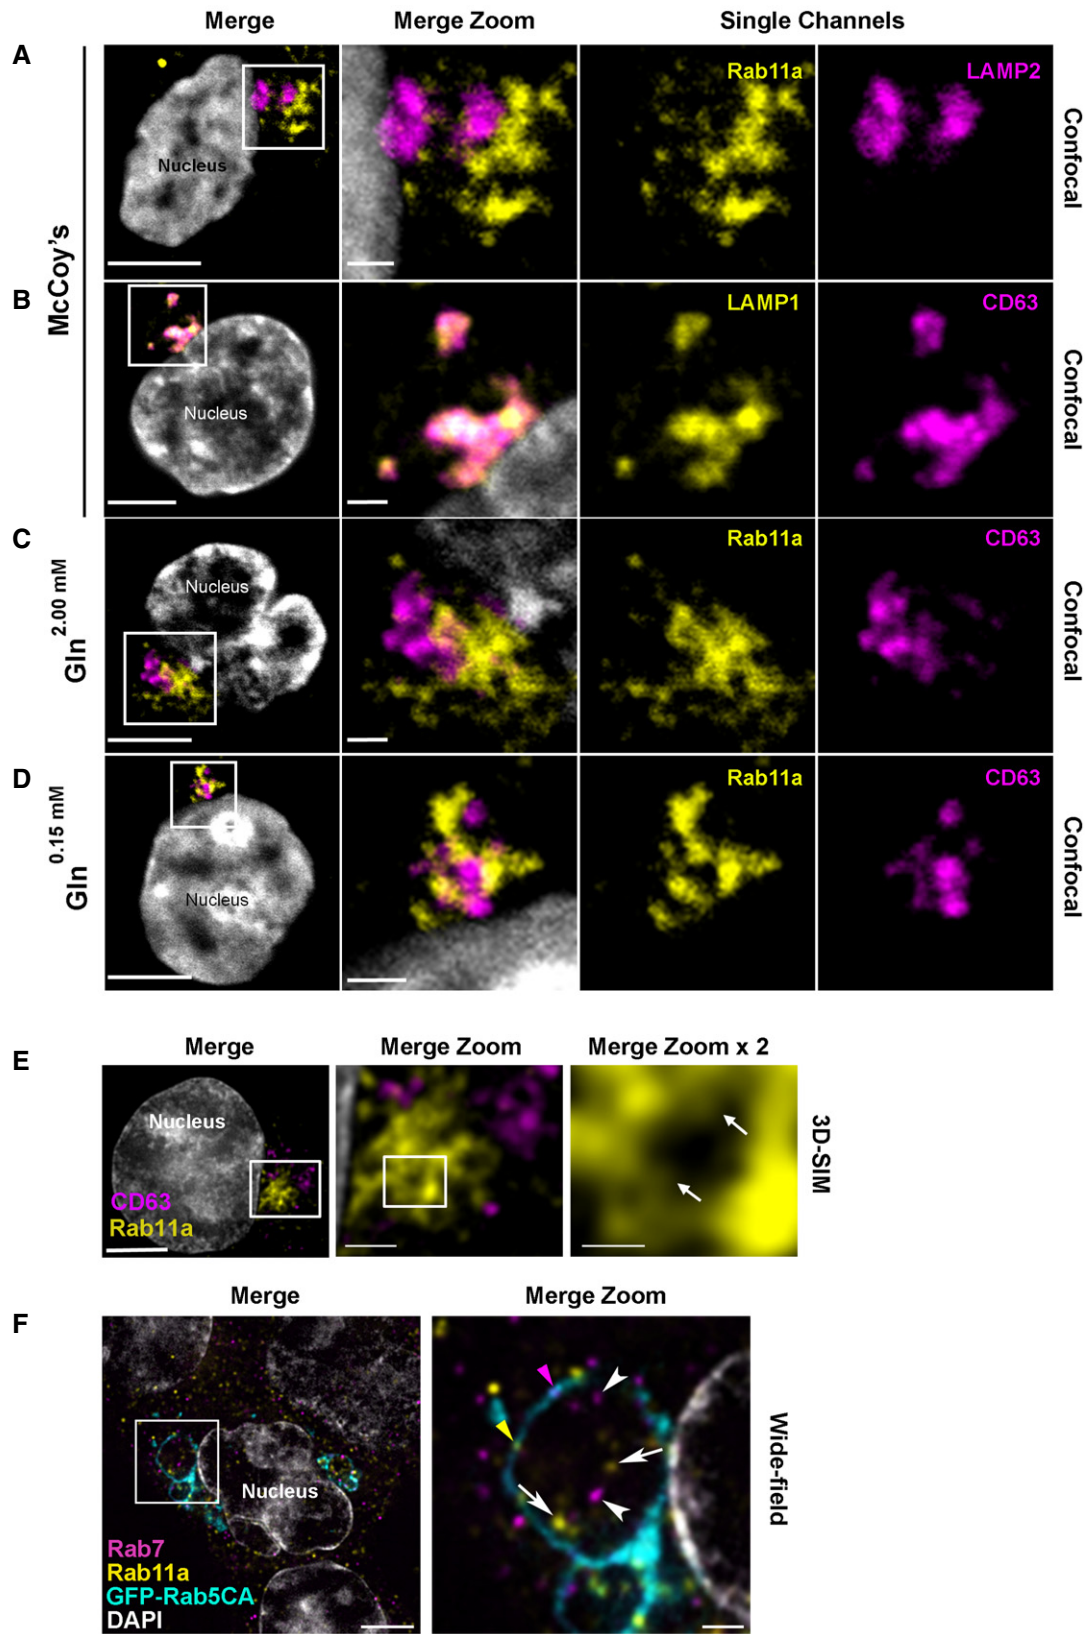 Merge Merge Zoom Single Channels
A
McCoy's
Nucleus
Rab11a
LAMP2
Confocal
B
Nucleus
LAMP1
CD63
Confocal
C
Gln 2.00 mM
Nucleus
Rab11a
CD63
Confocal
D
Gln 0.15 mM
Nucleus
Rab11a
CD63
Confocal
E
Merge Merge Zoom Merge Zoom x 2
Nucleus
CD63
Rab11a
3D-SIM
F
Merge Merge Zoom
Nucleus
Rab7
Rab11a
GFP-Rab5CA
DAPI
Wide-field